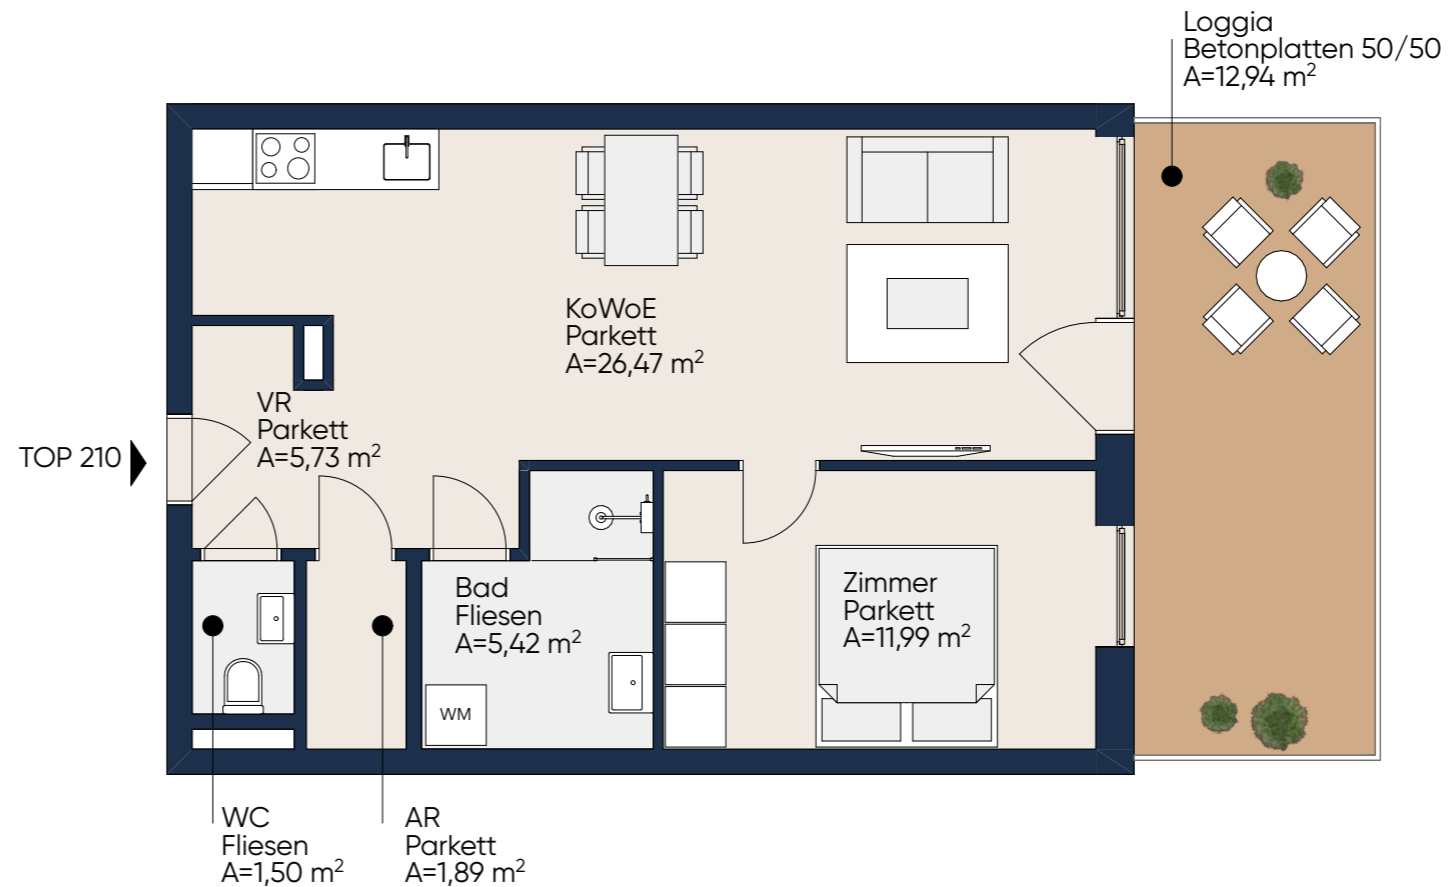 Loggia
Betonplatten 50/50
A=12,94 m²
KoWoE
Parkett
A=26,47 m²
VR
Parkett
A=5,73 m²
TOP 210
Bad
Fliesen
A=5,42 m²
Zimmer
Parkett
A=11,99 m²
WM
WC
Fliesen
A=1,50 m²
AR
Parkett
A=1,89 m²